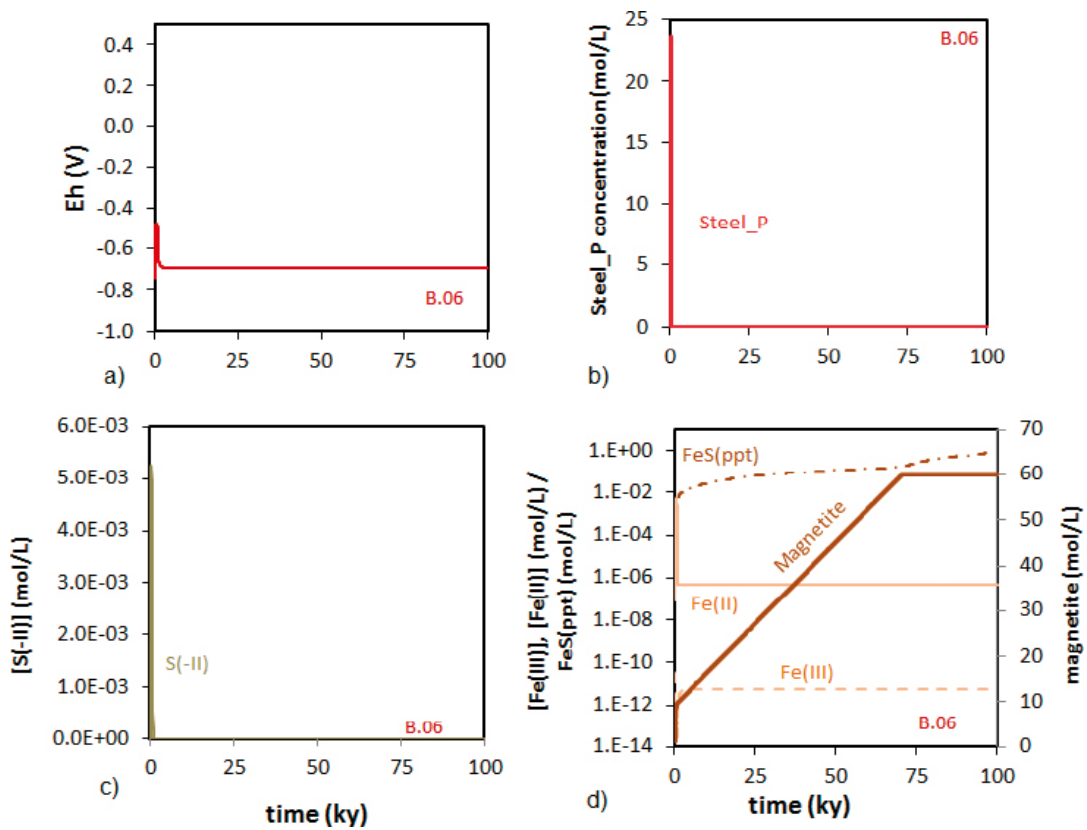 Eh (V)
0.4
0.2
0.0
-0.2
-0.4
-0.6
-0.8
-1.0
B.06
0 25 50 75 100
a)
Steel_P concentration (mol/L)
25
20
15
10
5
0
B.06
Steel_P
0 25 50 75 100
b)
[S(-II)] (mol/L)
6.0E-03
5.0E-03
4.0E-03
3.0E-03
2.0E-03
1.0E-03
0.0E+00
S(-II)
B.06
0 25 50 75 100
c)
time (ky)
[Fe(III)], [Fe(II)] (mol/L) /
FeS(ppt) (mol/L)
1.E+00
1.E-02
1.E-04
1.E-06
1.E-08
1.E-10
1.E-12
1.E-14
FeS(ppt)
Magnetite
Fe(II)
Fe(III)
B.06
70
60
50
40
30
20
10
0
magnetite (mol/L)
0 25 50 75 100
d)
time (ky)